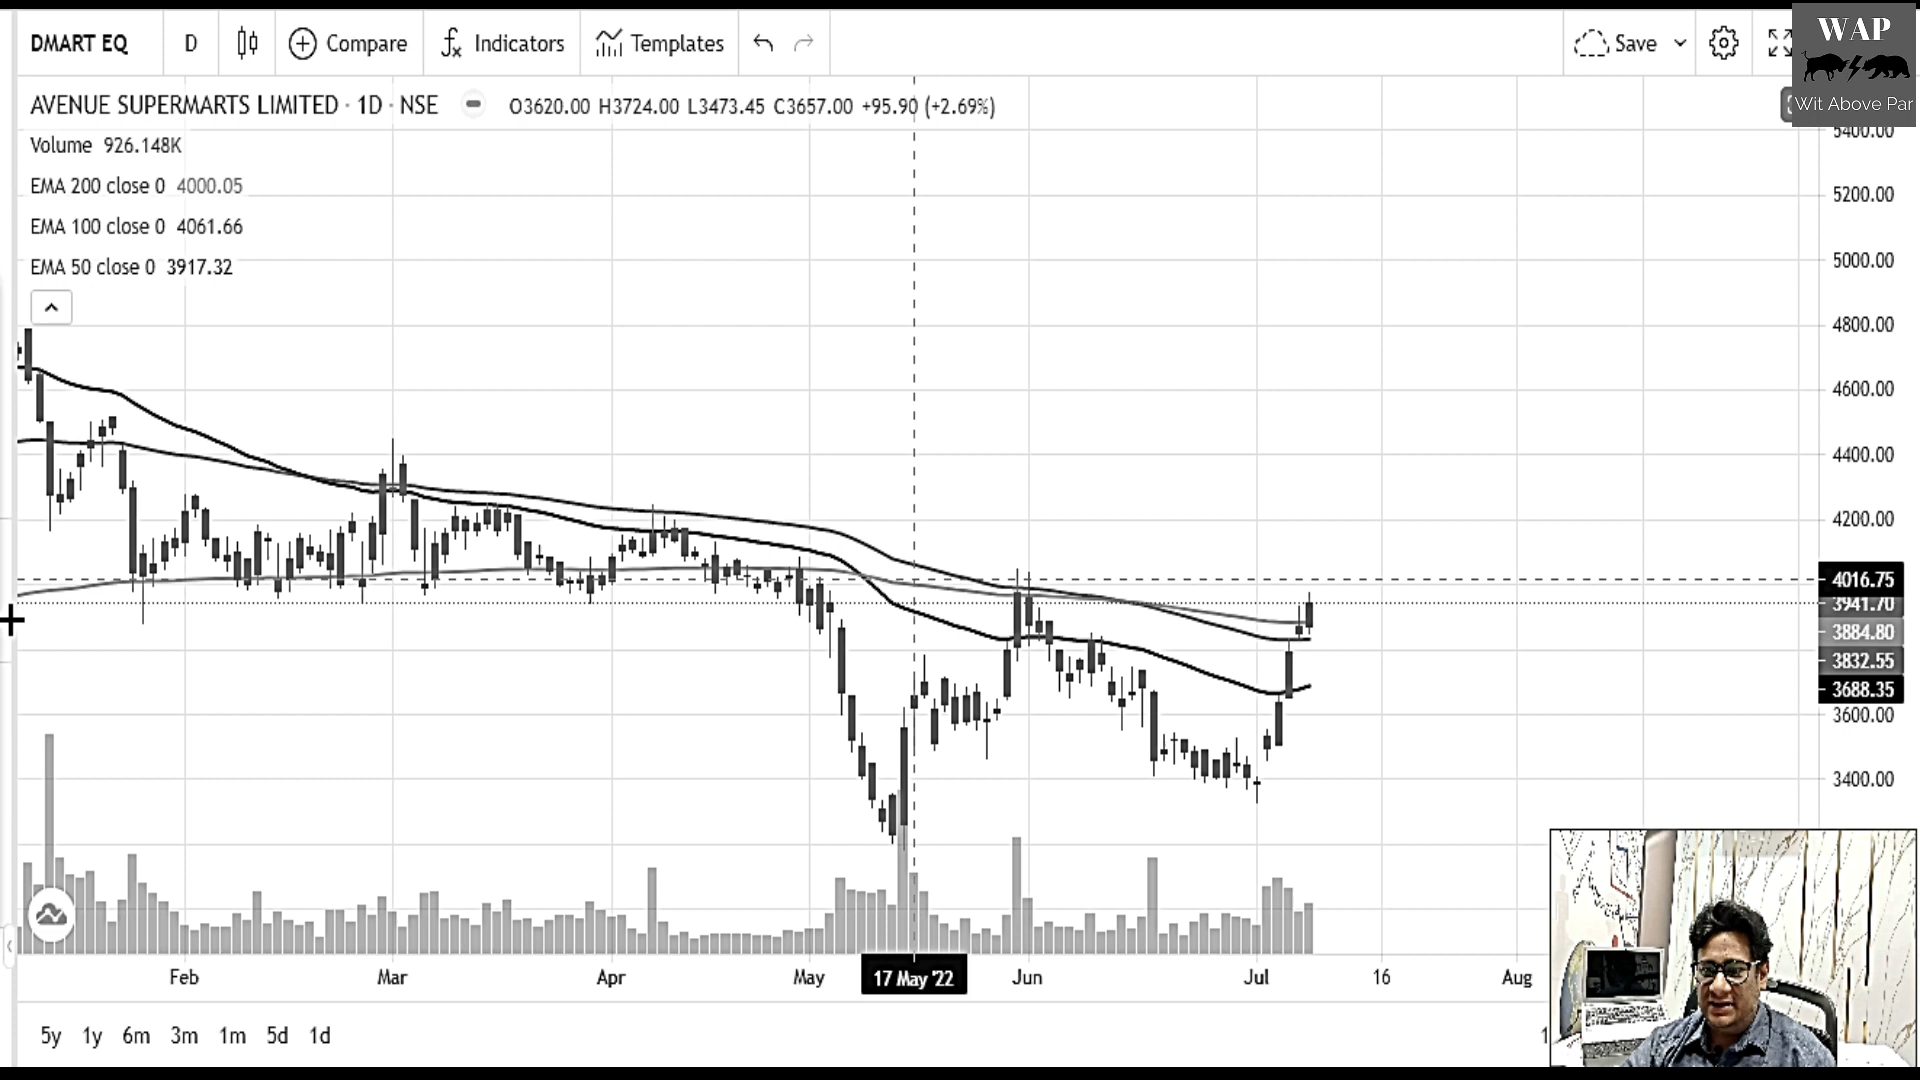 DMART EQ D Compare Indicators Templates Save
WAP
Wit Above Par
AVENUE SUPERMARTS LIMITED · 1D · NSE O3620.00 H3724.00 L3473.45 C3657.00 +95.90 (+2.69%)
Volume 926.148K
EMA 200 close 0 4000.05
EMA 100 close 0 4061.66
EMA 50 close 0 3917.32
5400.00
5200.00
5000.00
4800.00
4600.00
4400.00
4200.00
4016.75
3941.70
3884.80
3832.55
3688.35
3600.00
3400.00
Feb Mar Apr May 17 May '22 Jun Jul 16 Aug
5y 1y 6m 3m 1m 5d 1d